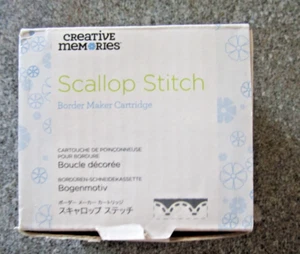 CREATIVE
MEMORIES
Scallop Stitch
Border Maker Cartridge
CARTOUCHE DE POINÇONNEUSE
POUR BORDURE
Boucle décorée
BORDÜREN-SCHNEIDEKASSETTE
Bogenmotiv
ボーダー メーカー カートリッジ
スキャロップ ステッチ